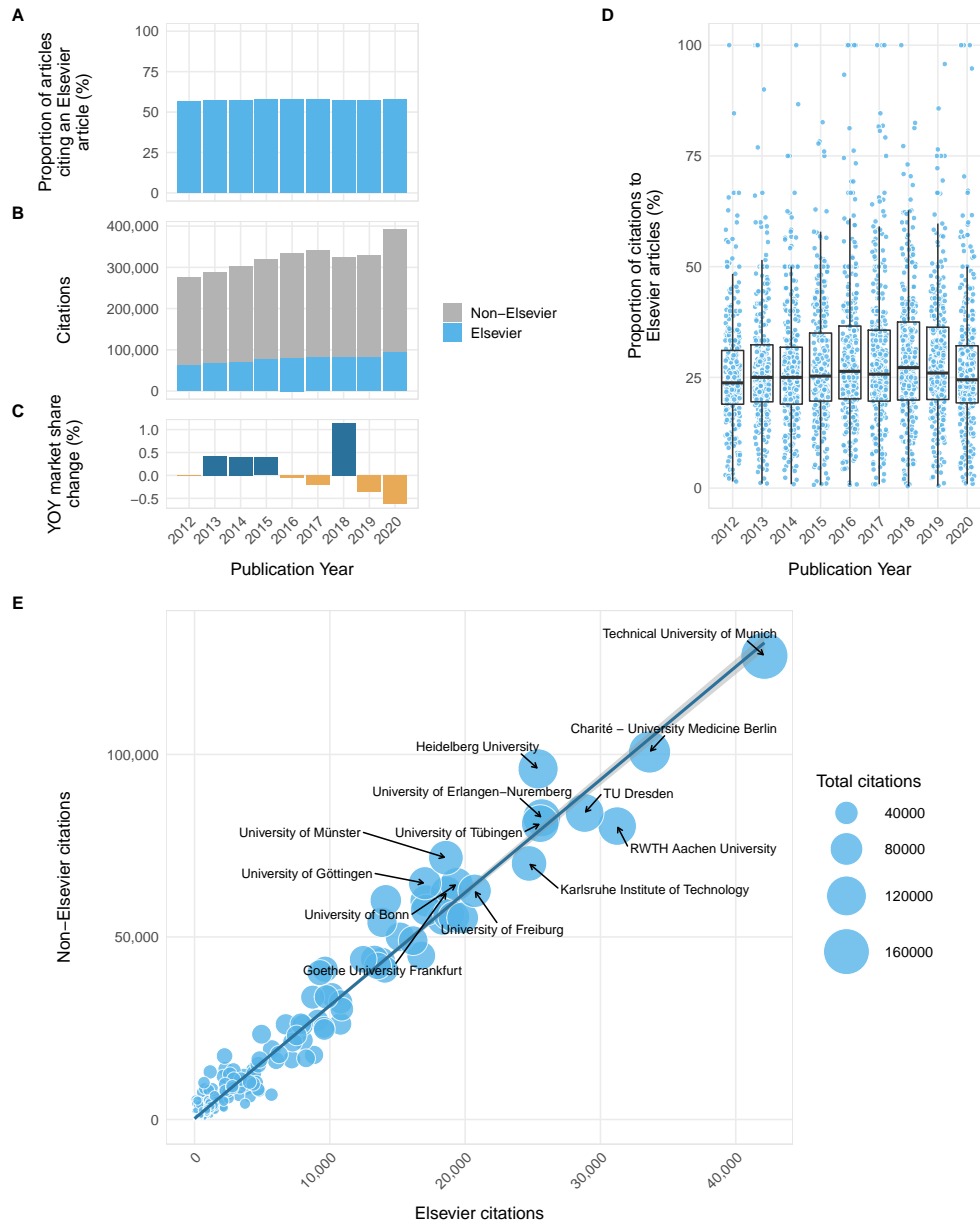 A
Proportion of articles
citing an Elsevier
article (%)
100
75
50
25
0
B
Citations
400,000
300,000
200,000
100,000
0
Non−Elsevier
Elsevier
C
YOY market share
change (%)
1.0
0.5
0.0
−0.5
2012
2013
2014
2015
2016
2017
2018
2019
2020
Publication Year
D
Proportion of citations to
Elsevier articles (%)
100
75
50
25
0
2012
2013
2014
2015
2016
2017
2018
2019
2020
Publication Year
E
Non−Elsevier citations
100,000
50,000
0
Technical University of Munich
Charité − University Medicine Berlin
Heidelberg University
University of Erlangen−Nuremberg
TU Dresden
University of Münster
University of Tübingen
RWTH Aachen University
University of Göttingen
Karlsruhe Institute of Technology
University of Bonn
University of Freiburg
Goethe University Frankfurt
0
10,000
20,000
30,000
40,000
Elsevier citations
Total citations
40000
80000
120000
160000